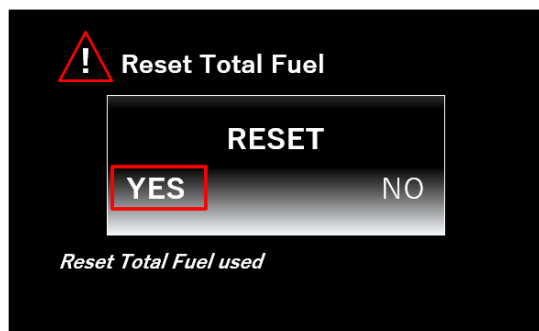 ! Reset Total Fuel
RESET
YES NO
Reset Total Fuel used